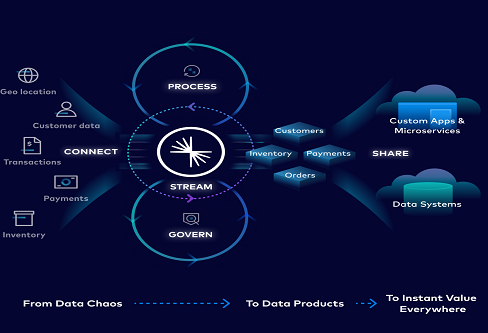 PROCESS
Geo location
Customer data
Transactions
Payments
Inventory
CONNECT
STREAM
GOVERN
Customers
Inventory
Payments
Orders
SHARE
Custom Apps &
Microservices
Data Systems
From Data Chaos
To Data Products
To Instant Value
Everywhere